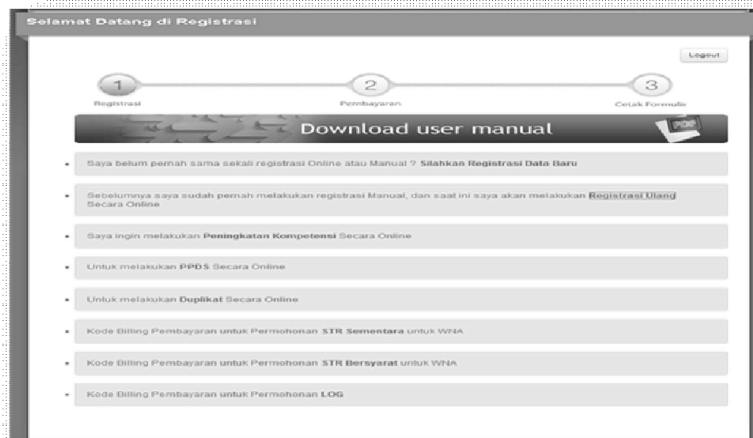 Selamat Datang di Registrasi
Logout
1
2
3
Registrasi
Pembayaran
Cetak Formulir
Download user manual
PDF
Saya belum pernah sama sekali registrasi Online atau Manual ? Silahkan Registrasi Data Baru
Sebelumnya saya sudah pernah melakukan registrasi Manual, dan saat ini saya akan melakukan Registrasi Ulang
Secara Online
Saya ingin melakukan Peningkatan Kompetensi Secara Online
Untuk melakukan PPDS Secara Online
Untuk melakukan Duplikat Secara Online
Kode Billing Pembayaran untuk Permohonan STR Sementara untuk WNA
Kode Billing Pembayaran untuk Permohonan STR Bersyarat untuk WNA
Kode Billing Pembayaran untuk Permohonan LOG